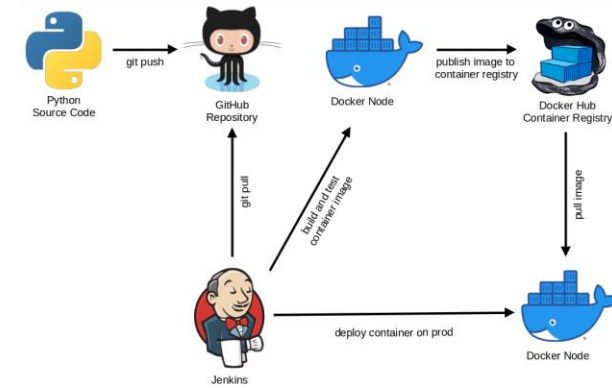 git push
publish image to
container registry
Python
Source Code
GitHub
Repository
Docker Node
Docker Hub
Container Registry
git pull
build and test
container image
pull image
deploy container on prod
Docker Node
Jenkins